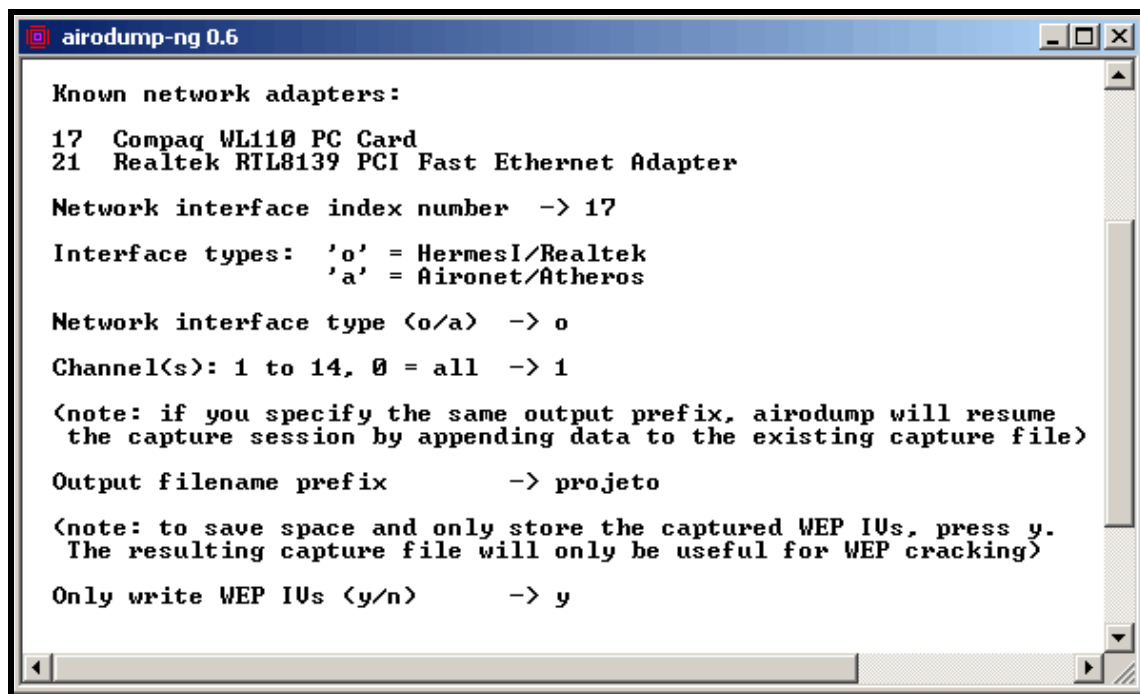 airodump-ng 0.6
Known network adapters:
17 Compaq WL110 PC Card
21 Realtek RTL8139 PCI Fast Ethernet Adapter
Network interface index number -> 17
Interface types: 'o' = HermesI/Realtek
'a' = Aironet/Atheros
Network interface type (o/a) -> o
Channel(s): 1 to 14, 0 = all -> 1
(note: if you specify the same output prefix, airodump will resume
the capture session by appending data to the existing capture file)
Output filename prefix -> projeto
(note: to save space and only store the captured WEP IVs, press y.
The resulting capture file will only be useful for WEP cracking)
Only write WEP IVs (y/n) -> y